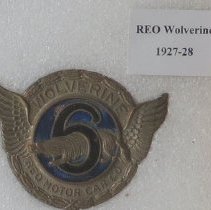 REO Wolverine
1927-28
WOLVERINE
6
REO MOTOR CAR CO.